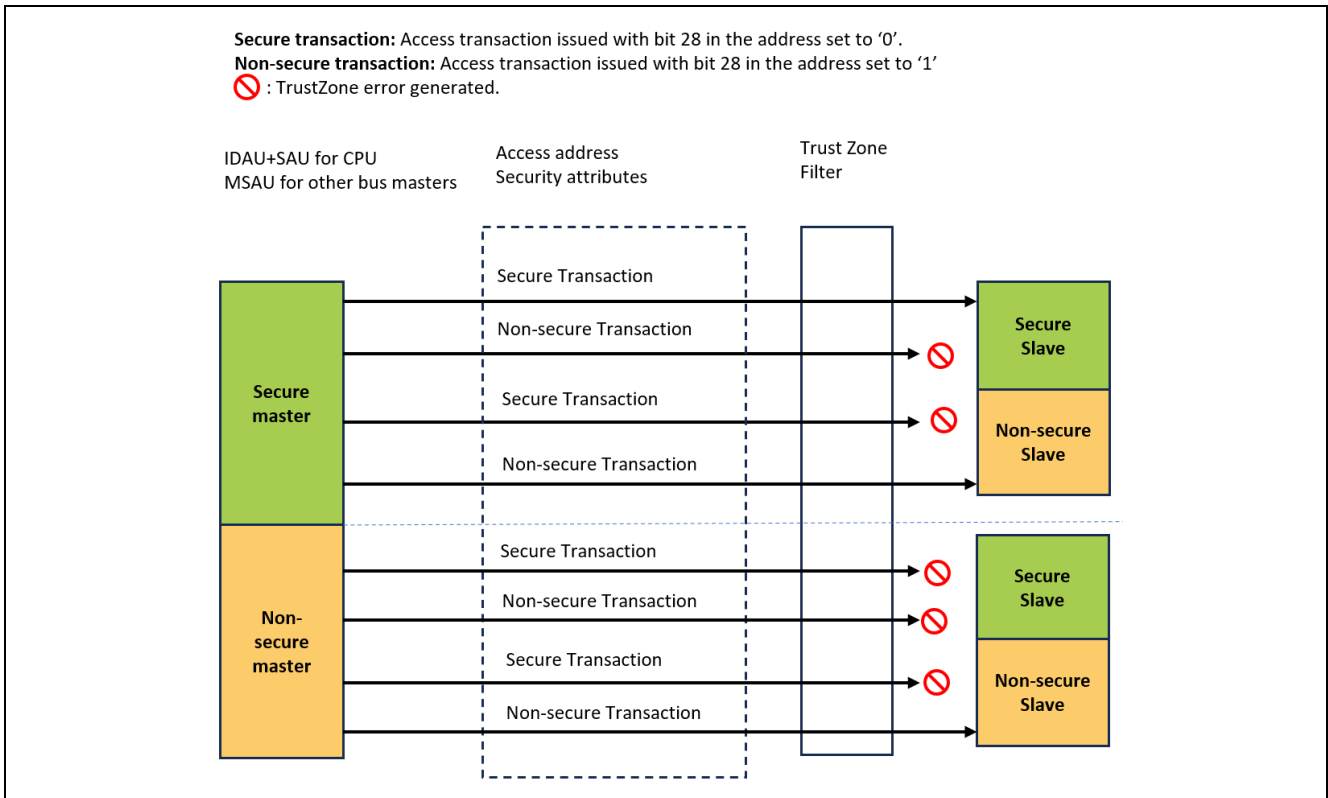 Secure transaction: Access transaction issued with bit 28 in the address set to ‘0’.
Non-secure transaction: Access transaction issued with bit 28 in the address set to ‘1’
: TrustZone error generated.
IDAU+SAU for CPU
MSAU for other bus masters
Access address
Security attributes
Trust Zone
Filter
Secure
master
Secure Transaction
Non-secure Transaction
Secure Transaction
Non-secure Transaction
Secure
Slave
Non-secure
Slave
Non-
secure
master
Secure Transaction
Non-secure Transaction
Secure Transaction
Non-secure Transaction
Secure
Slave
Non-secure
Slave